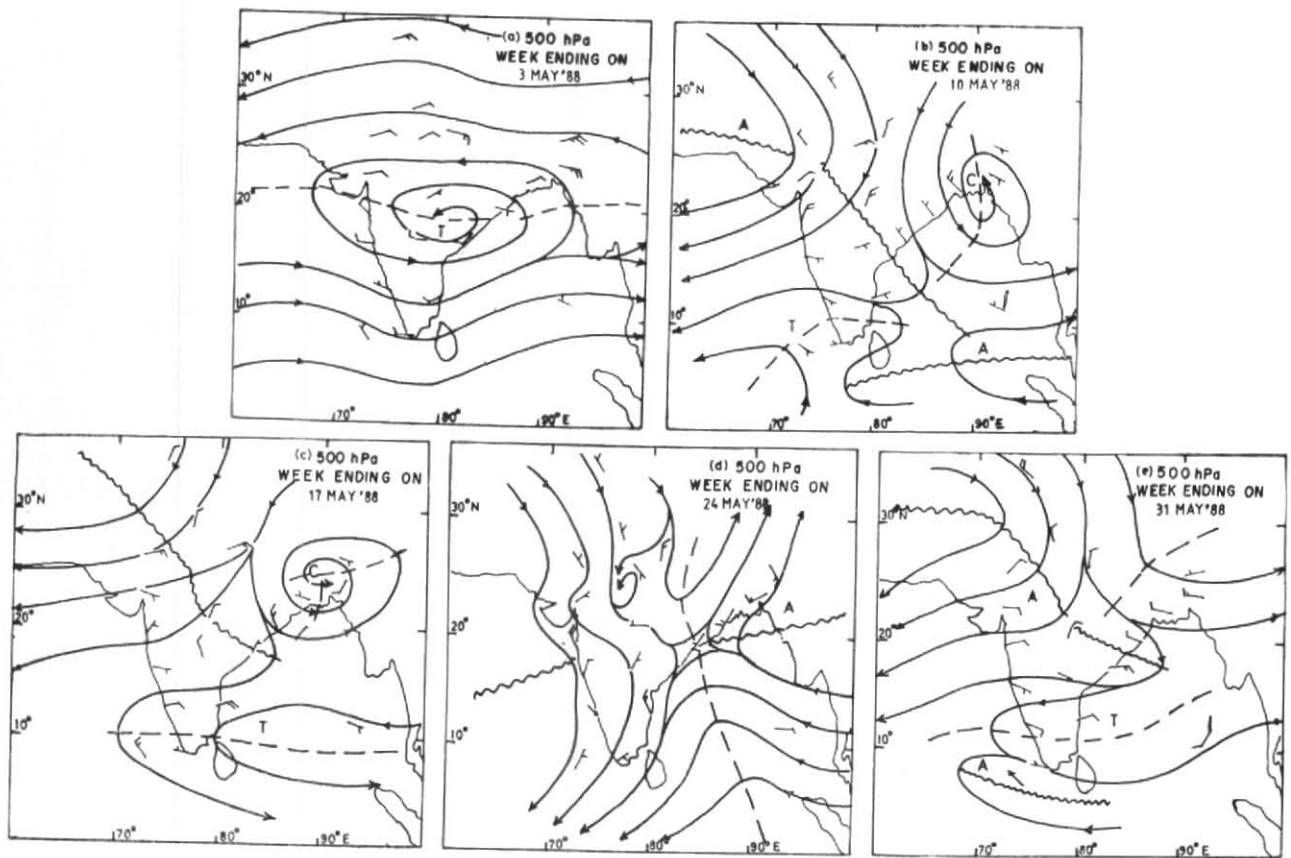 (a) 500 hPa
WEEK ENDING ON
3 MAY'88
30°N
20°
T
10°
70°
80°
90°E
(b) 500 hPa
WEEK ENDING ON
10 MAY'88
30°N
A
C
20°
10°
T
A
70°
80°
90°E
(c) 500 hPa
WEEK ENDING ON
17 MAY'88
30°N
C
20°
10°
T
70°
80°
90°E
(d) 500 hPa
WEEK ENDING ON
24 MAY'88
30°N
A
20°
10°
70°
80°
90°E
(e) 500 hPa
WEEK ENDING ON
31 MAY'88
30°N
A
20°
T
10°
A
70°
80°
90°E